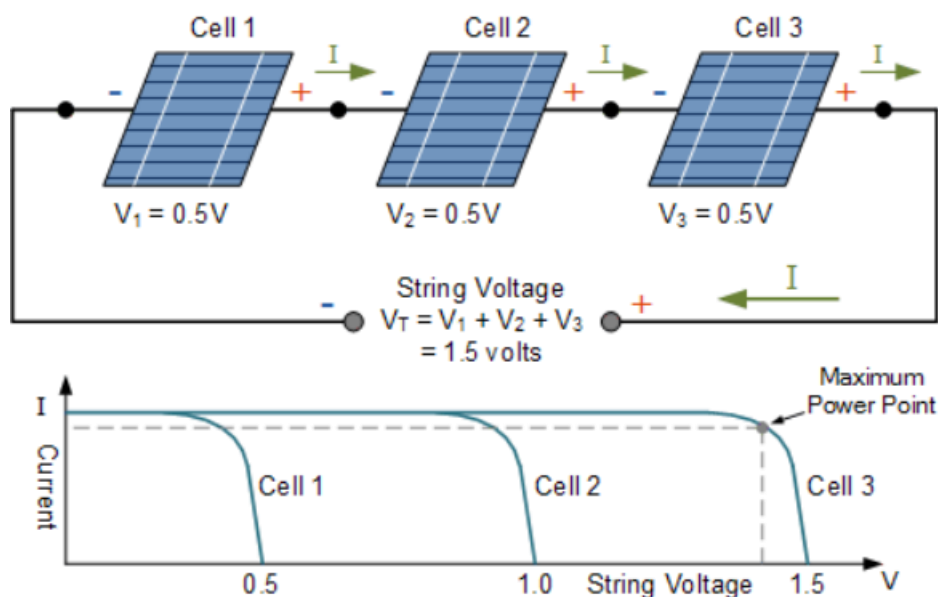 Cell 1 Cell 2 Cell 3
I I I
- + - + - +
V₁ = 0.5V V₂ = 0.5V V₃ = 0.5V
String Voltage I
- V_T = V₁ + V₂ + V₃ +
= 1.5 volts
Maximum
Power Point
I
Current
Cell 1 Cell 2 Cell 3
0.5 1.0 String Voltage 1.5 V